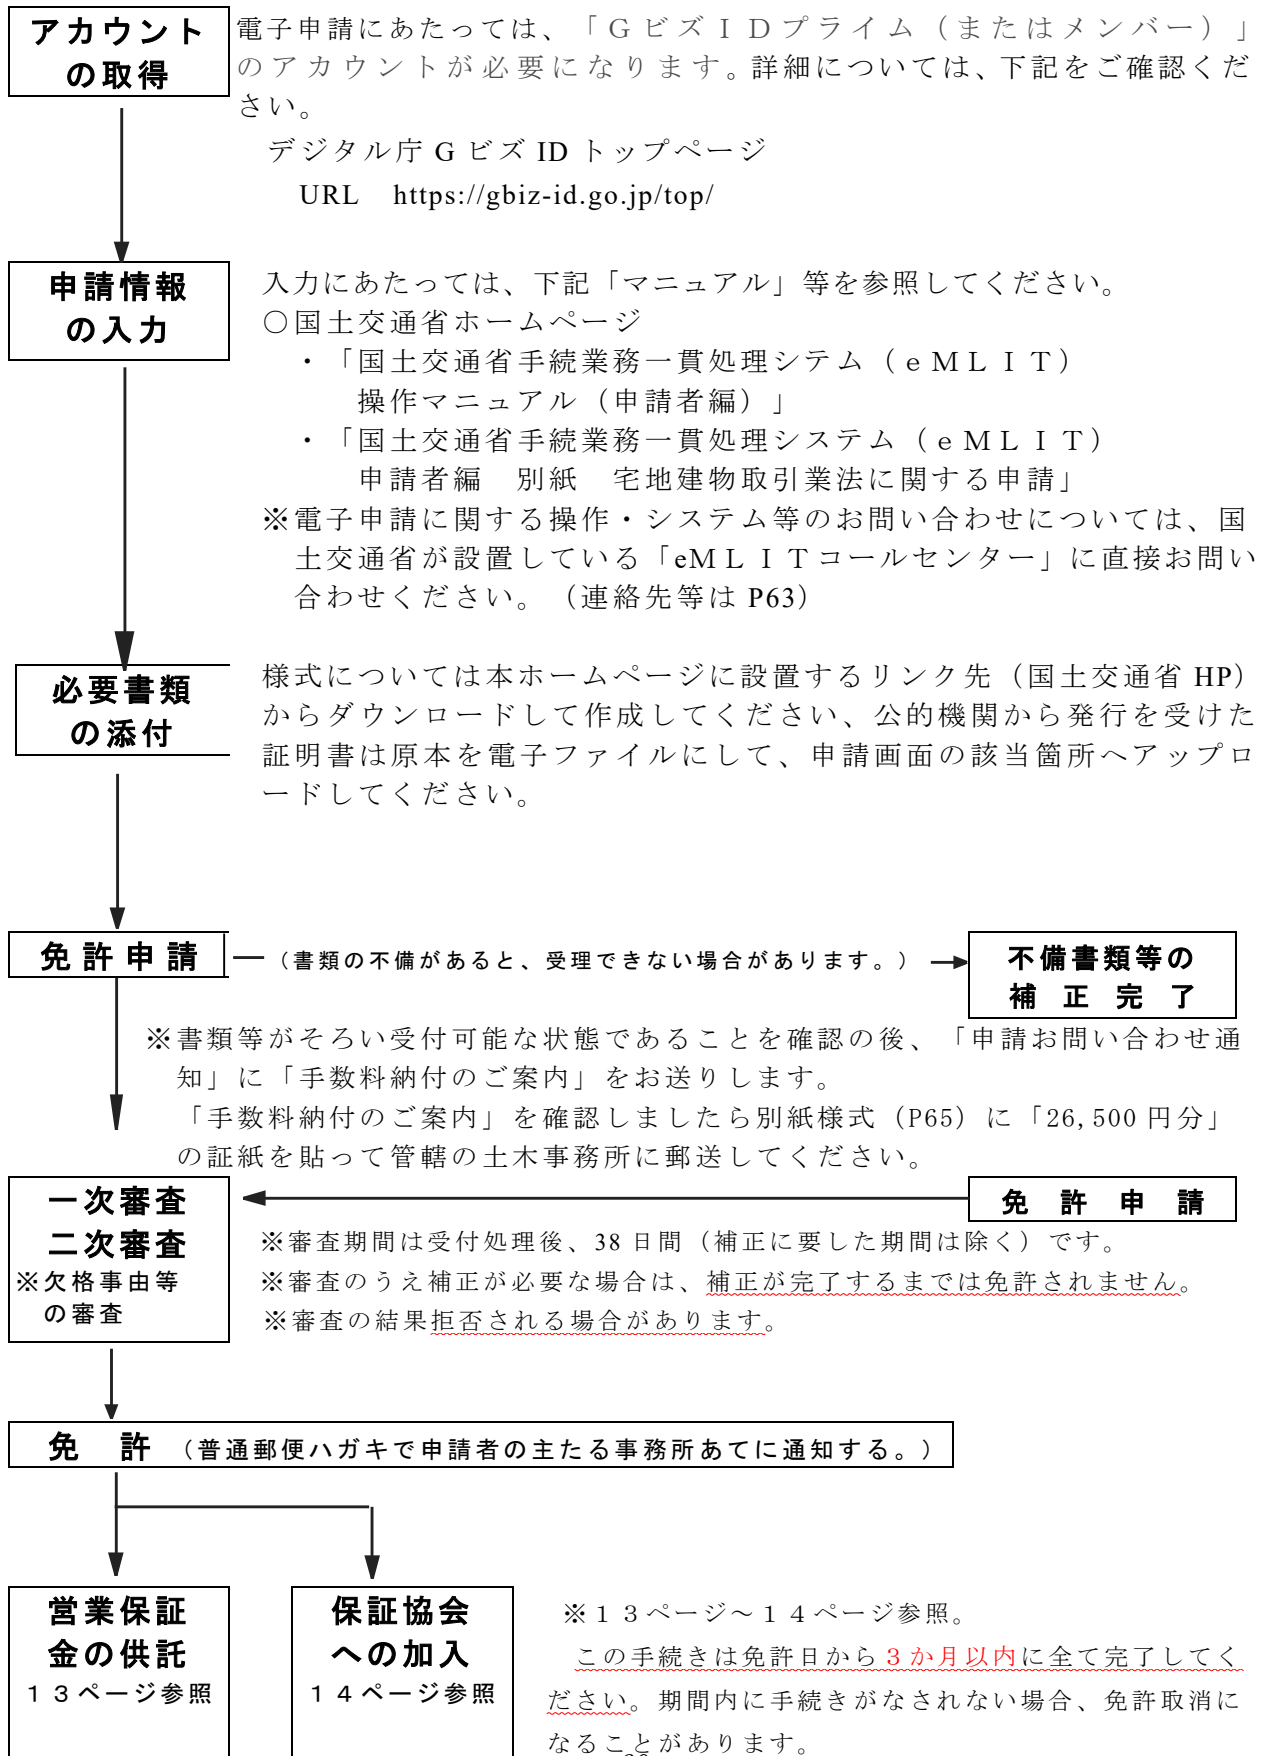 アカウント
の取得
電子申請にあたっては、「GビズIDプライム（またはメンバー）」
のアカウントが必要になります。詳細については、下記をご確認くだ
さい。
デジタル庁 G ビズ ID トップページ
URL　https://gbiz-id.go.jp/top/
申請情報
の入力
入力にあたっては、下記「マニュアル」等を参照してください。
○国土交通省ホームページ
・「国土交通省手続業務一貫処理シテム（eMLIT）
操作マニュアル（申請者編）」
・「国土交通省手続業務一貫処理システム（eMLIT）
申請者編　別紙　宅地建物取引業法に関する申請」
※電子申請に関する操作・システム等のお問い合わせについては、国
土交通省が設置している「eMLITコールセンター」に直接お問い
合わせください。（連絡先等は P63）
必要書類
の添付
様式については本ホームページに設置するリンク先（国土交通省 HP）
からダウンロードして作成してください、公的機関から発行を受けた
証明書は原本を電子ファイルにして、申請画面の該当箇所へアップロ
ードしてください。
免許申請
（書類の不備があると、受理できない場合があります。）
不備書類等の
補　正　完　了
※書類等がそろい受付可能な状態であることを確認の後、「申請お問い合わせ通
知」に「手数料納付のご案内」をお送りします。
「手数料納付のご案内」を確認しましたら別紙様式（P65）に「26,500 円分」
の証紙を貼って管轄の土木事務所に郵送してください。
一次審査
二次審査
※欠格事由等
の審査
免　許　申　請
※審査期間は受付処理後、38 日間（補正に要した期間は除く）です。
※審査のうえ補正が必要な場合は、補正が完了するまでは免許されません。
※審査の結果拒否される場合があります。
免　許　（普通郵便ハガキで申請者の主たる事務所あてに通知する。）
営業保証
金の供託
１３ページ参照
保証協会
への加入
１４ページ参照
※１３ページ～１４ページ参照。
この手続きは免許日から３か月以内に全て完了してく
ださい。期間内に手続きがなされない場合、免許取消に
なることがあります。